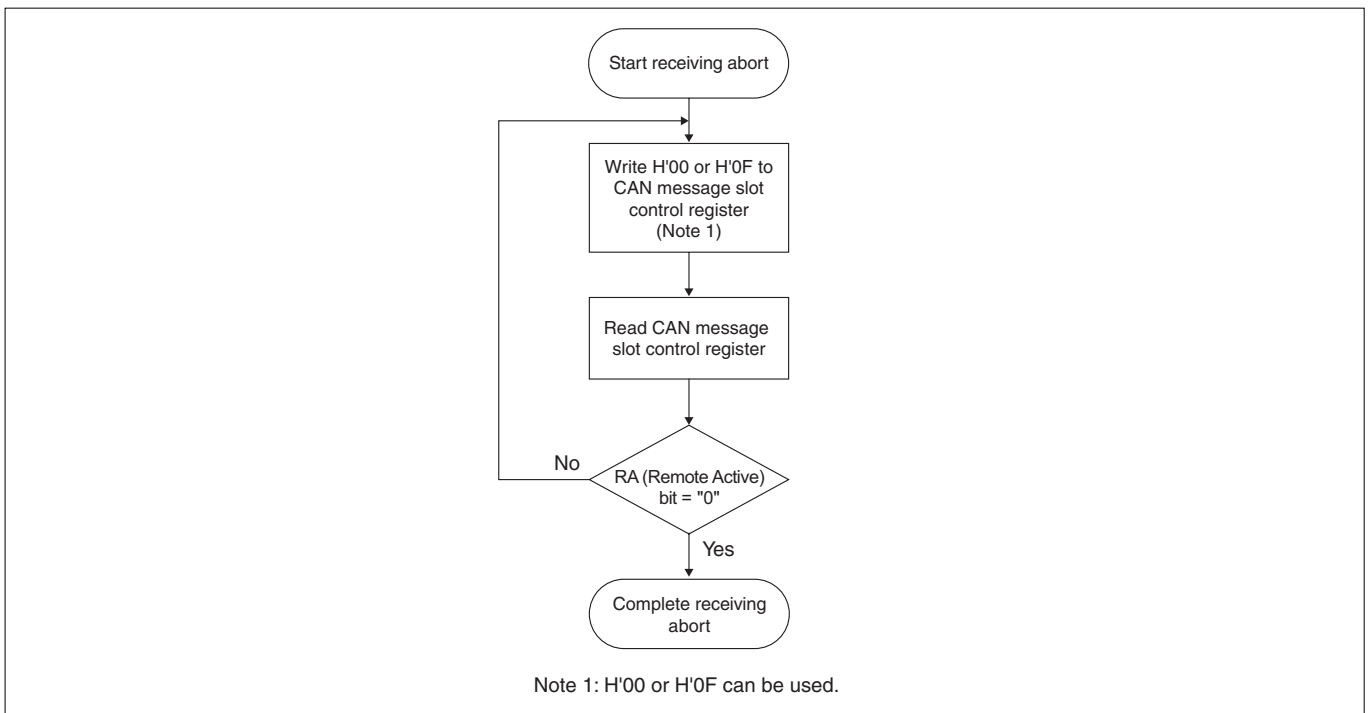 Start receiving abort
Write H'00 or H'0F to
CAN message slot
control register
(Note 1)
Read CAN message
slot control register
No
RA (Remote Active)
bit = "0"
Yes
Complete receiving
abort
Note 1: H'00 or H'0F can be used.